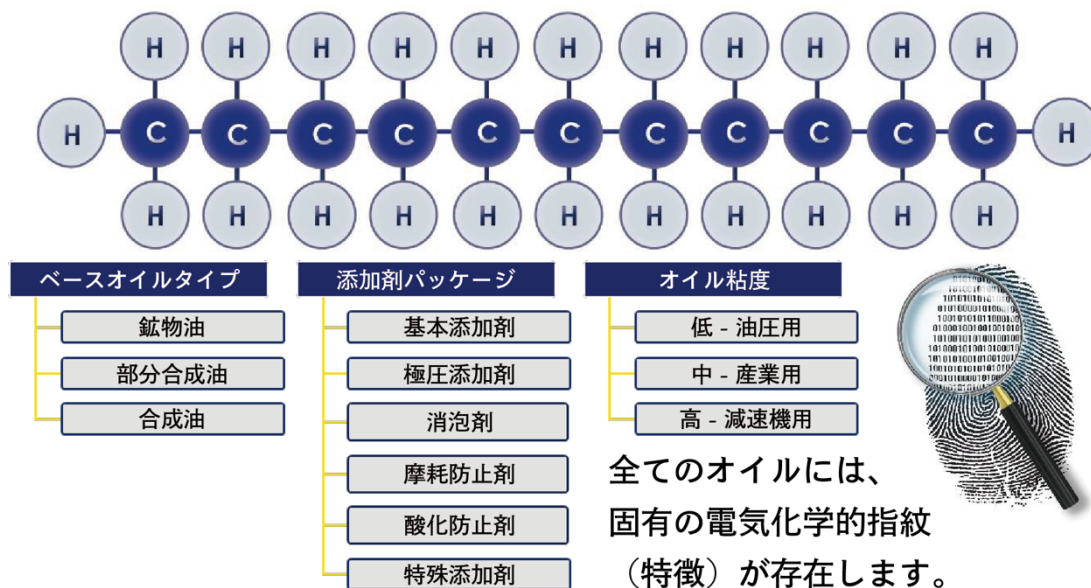 H H H H H H H H H H H
H C C C C C C C C C C C H
H H H H H H H H H H H
ベースオイルタイプ
鉱物油
部分合成油
合成油
添加剤パッケージ
基本添加剤
極圧添加剤
消泡剤
摩耗防止剤
酸化防止剤
特殊添加剤
オイル粘度
低 - 油圧用
中 - 産業用
高 - 減速機用
全てのオイルには、
固有の電気化学的指紋
（特徴）が存在します。